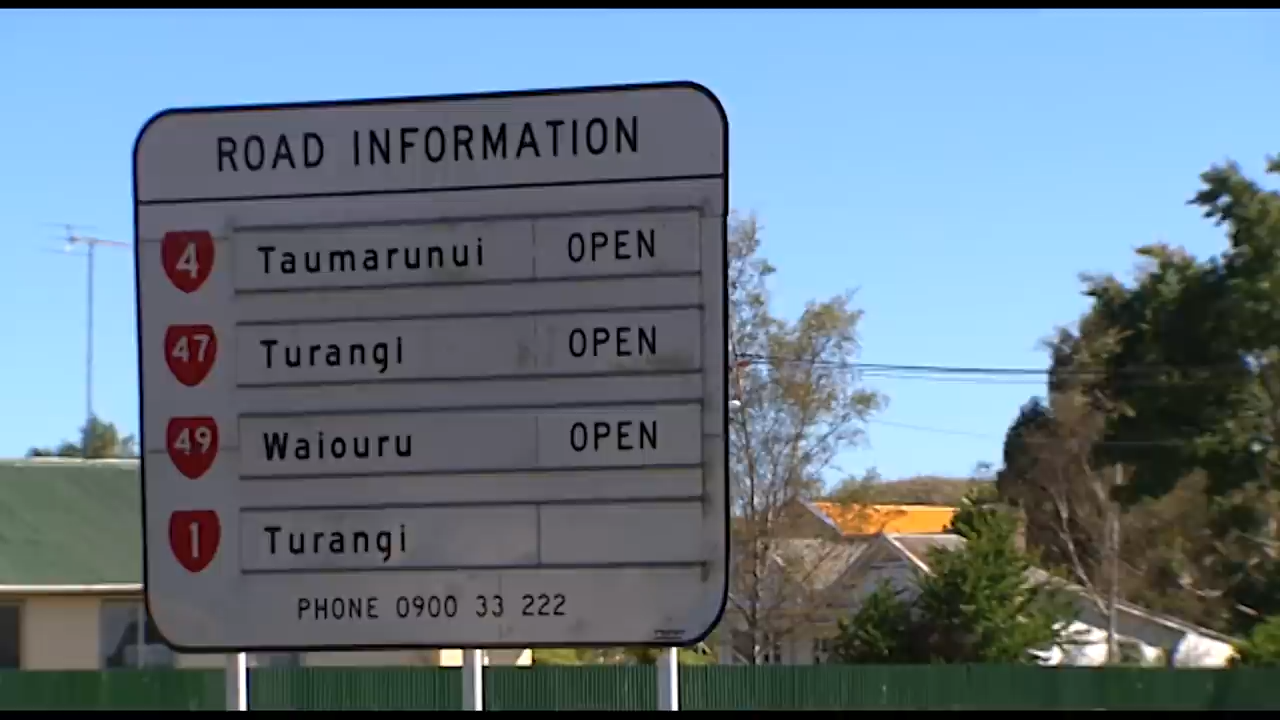 ROAD INFORMATION
4 Taumarunui OPEN
47 Turangi OPEN
49 Waiouru OPEN
1 Turangi
PHONE 0900 33 222